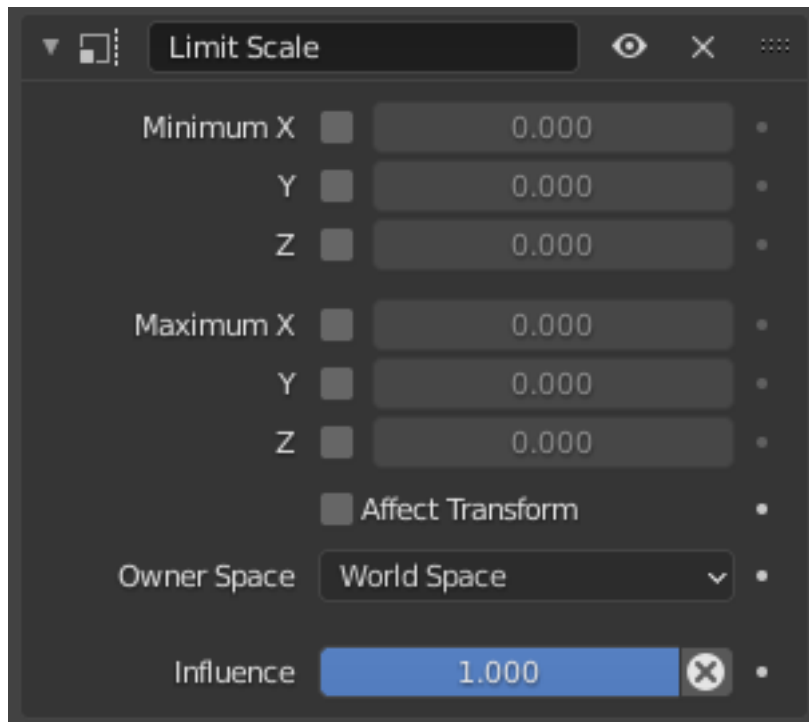 Limit Scale
Minimum X 0.000
Y 0.000
Z 0.000
Maximum X 0.000
Y 0.000
Z 0.000
Affect Transform
Owner Space World Space
Influence 1.000